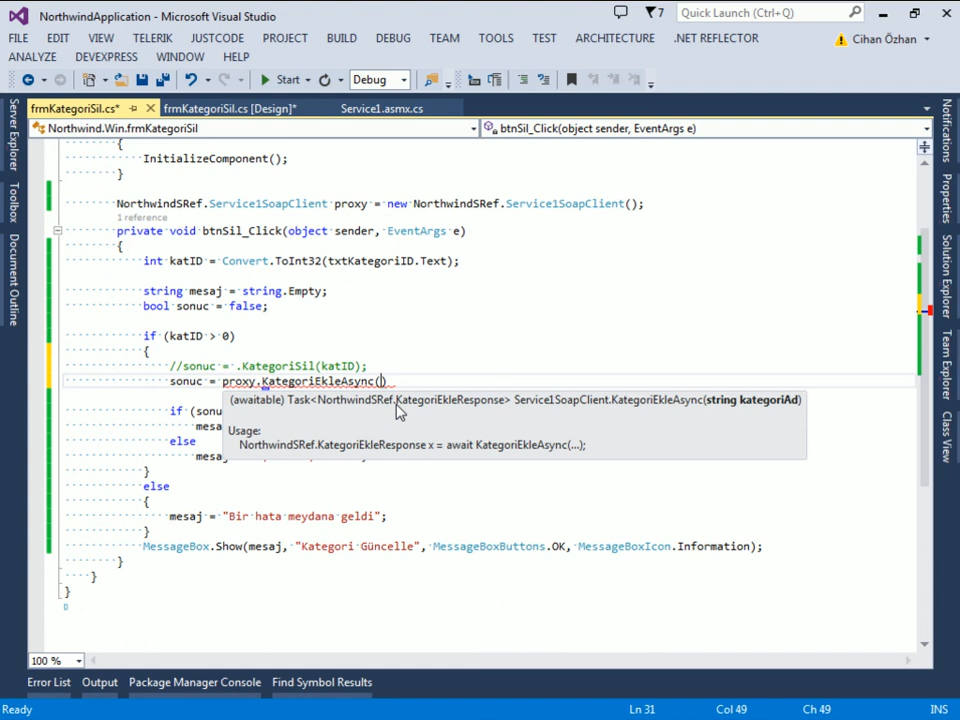 NorthwindApplication - Microsoft Visual Studio
7
Quick Launch (Ctrl+Q)
FILE EDIT VIEW TELERIK JUSTCODE PROJECT BUILD DEBUG TEAM TOOLS TEST ARCHITECTURE .NET REFLECTOR
Cihan Özhan
ANALYZE DEVEXPRESS WINDOW HELP
Start
Debug
frmKategoriSil.cs*
frmKategoriSil.cs [Design]*
Service1.asmx.cs
Northwind.Win.frmKategoriSil
btnSil_Click(object sender, EventArgs e)
Server Explorer
Toolbox
Document Outline
Notifications
Properties
Solution Explorer
Team Explorer
Class View
{
InitializeComponent();
}
NorthwindSRef.Service1SoapClient proxy = new NorthwindSRef.Service1SoapClient();
1 reference
private void btnSil_Click(object sender, EventArgs e)
{
int katID = Convert.ToInt32(txtKategoriID.Text);
string mesaj = string.Empty;
bool sonuc = false;
if (katID > 0)
{
//sonuc = .KategoriSil(katID);
sonuc = proxy.KategoriEkleAsync()
(awaitable) Task<NorthwindSRef.KategoriEkleResponse> Service1SoapClient.KategoriEkleAsync(string kategoriAd)
if (sonu
mesa
Usage:
NorthwindSRef.KategoriEkleResponse x = await KategoriEkleAsync(...);
else
mesa
}
else
{
mesaj = "Bir hata meydana geldi";
}
MessageBox.Show(mesaj, "Kategori Güncelle", MessageBoxButtons.OK, MessageBoxIcon.Information);
}
}
}
100 %
Error List Output Package Manager Console Find Symbol Results
Ready
Ln 31 Col 49 Ch 49 INS